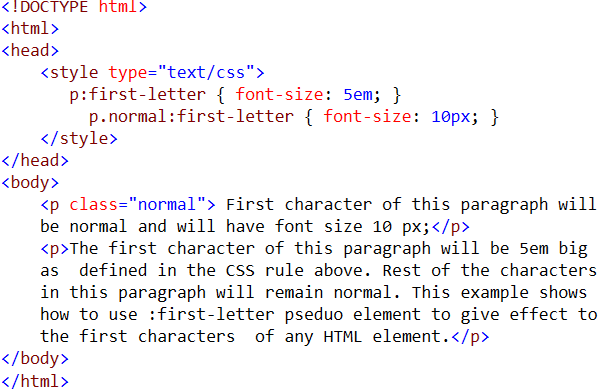 <!DOCTYPE html>
<html>
<head>
    <style type="text/css">
       p:first-letter { font-size: 5em; }
         p.normal:first-letter { font-size: 10px; }
    </style>
</head>
<body>
    <p class="normal"> First character of this paragraph will
    be normal and will have font size 10 px;</p>
    <p>The first character of this paragraph will be 5em big
    as  defined in the CSS rule above. Rest of the characters
    in this paragraph will remain normal. This example shows
    how to use :first-letter pseduo element to give effect to
    the first characters  of any HTML element.</p>
</body>
</html>